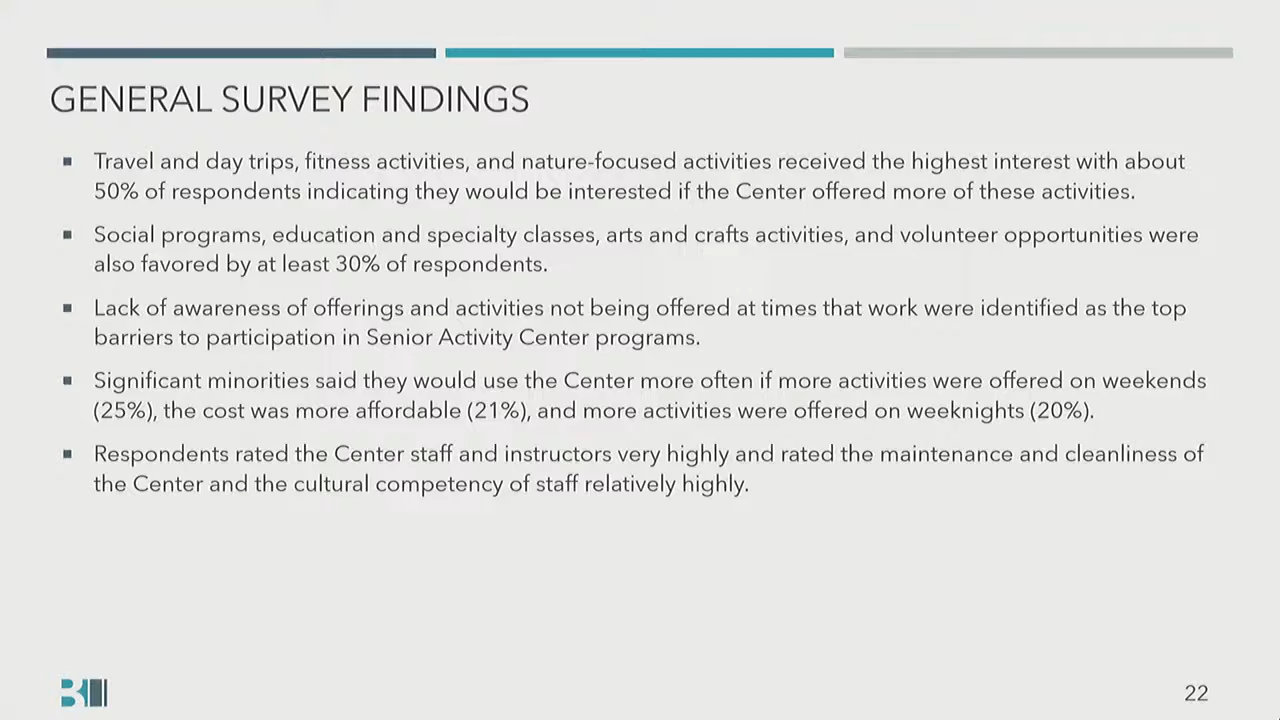 GENERAL SURVEY FINDINGS
▪ Travel and day trips, fitness activities, and nature-focused activities received the highest interest with about
50% of respondents indicating they would be interested if the Center offered more of these activities.
▪ Social programs, education and specialty classes, arts and crafts activities, and volunteer opportunities were
also favored by at least 30% of respondents.
▪ Lack of awareness of offerings and activities not being offered at times that work were identified as the top
barriers to participation in Senior Activity Center programs.
▪ Significant minorities said they would use the Center more often if more activities were offered on weekends
(25%), the cost was more affordable (21%), and more activities were offered on weeknights (20%).
▪ Respondents rated the Center staff and instructors very highly and rated the maintenance and cleanliness of
the Center and the cultural competency of staff relatively highly.
22